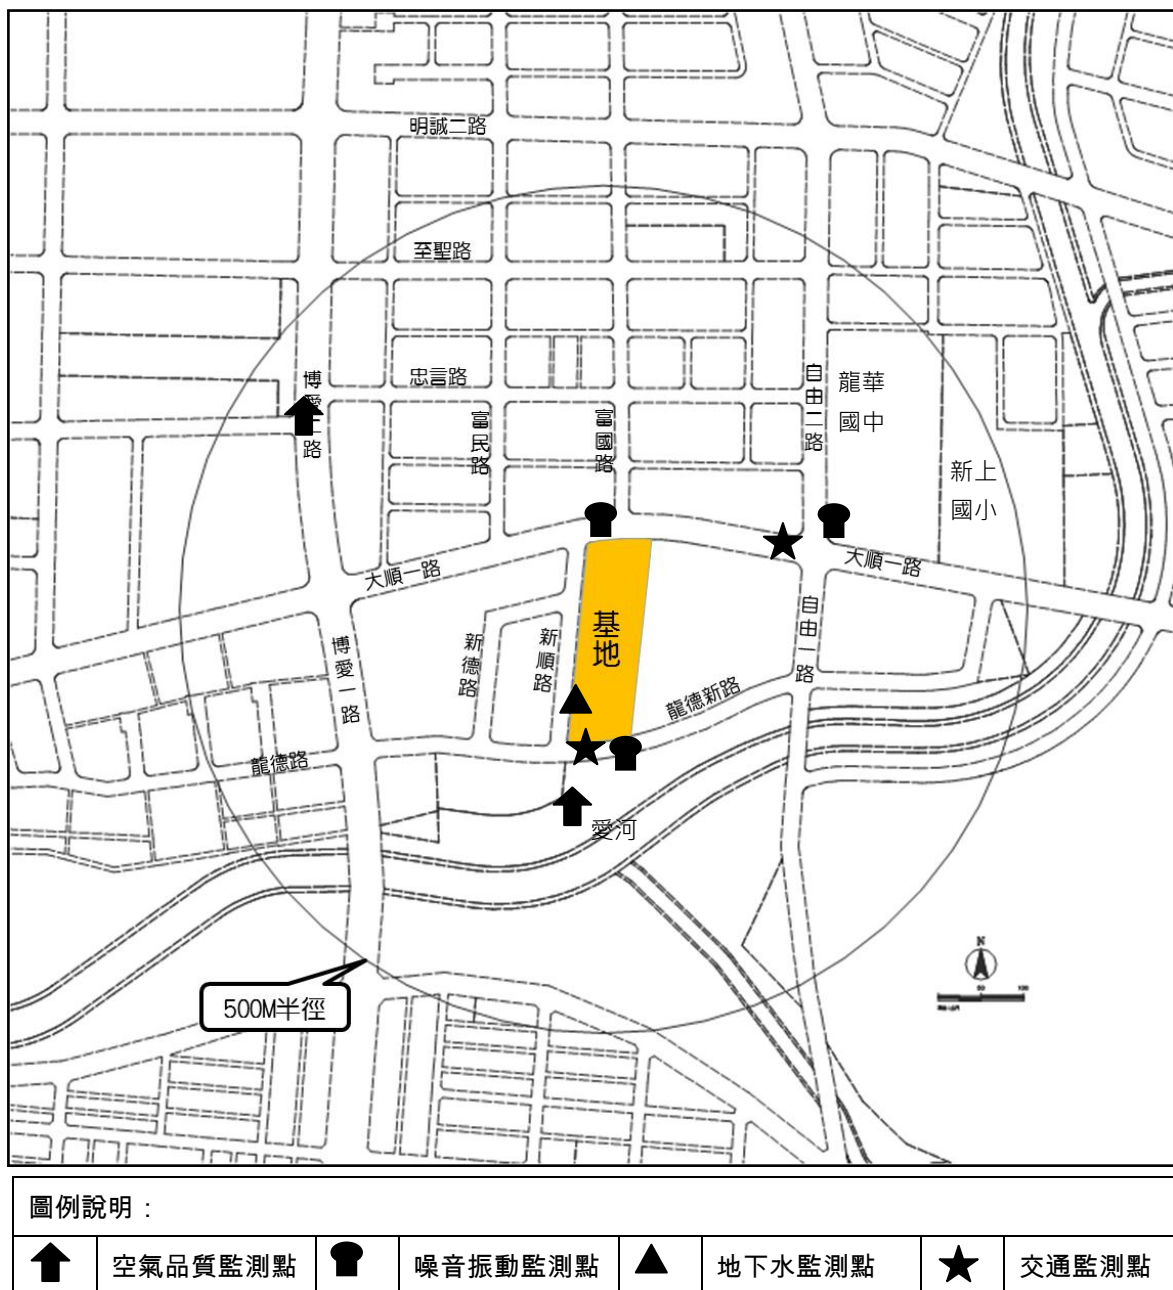 明誠二路
至聖路
忠言路
博愛二路
富民路
富國路
自由二路
龍華
國中
新上
國小
大順一路
大順一路
基地
自由一路
新順路
新德路
博愛一路
龍德新路
龍德路
愛河
500M半徑
N
圖例說明：
空氣品質監測點
噪音振動監測點
地下水監測點
交通監測點